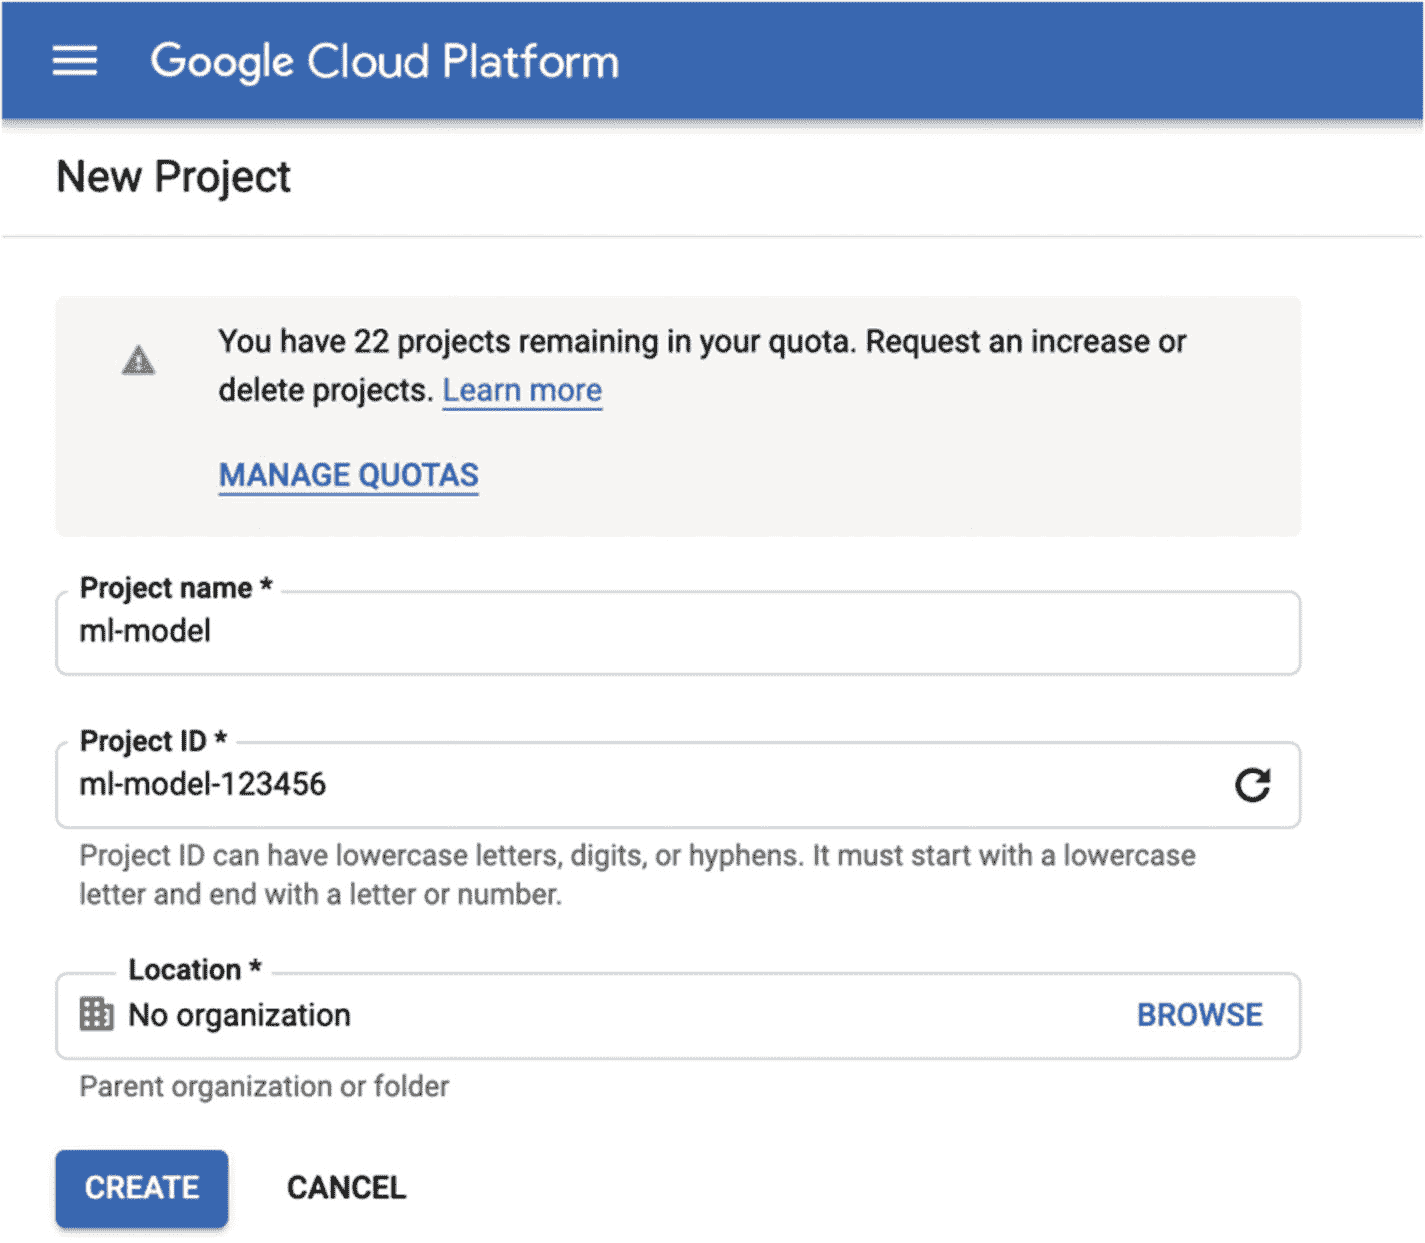 Google Cloud Platform
New Project
You have 22 projects remaining in your quota. Request an increase or
delete projects. Learn more
MANAGE QUOTAS
Project name *
ml-model
Project ID *
ml-model-123456
Project ID can have lowercase letters, digits, or hyphens. It must start with a lowercase
letter and end with a letter or number.
Location *
No organization BROWSE
Parent organization or folder
CREATE CANCEL